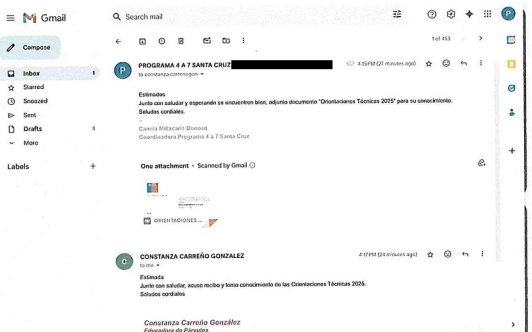 Gmail
Search mail
Compose
1 of 453
Inbox 1
Starred
Snoozed
Sent
Drafts 8
More
Labels
PROGRAMA 4 A 7 SANTA CRUZ
4:15 PM (27 minutes ago)
to constanza.carrenogon
Estimados
Junto con saludar y esperando se encuentren bien, adjunto documento "Orientaciones Técnicas 2025" para su conocimiento.
Saludos cordiales.
--
Camila Millacaris Donoso
Coordinadora Programa 4 a 7 Santa Cruz
One attachment • Scanned by Gmail
ORIENTACIONES ...
CONSTANZA CARREÑO GONZALEZ
4:17 PM (24 minutes ago)
to me
Estimada
Junto con saludar, acuso recibo y tomo conocimiento de las Orientaciones Técnicas 2025.
Saludos cordiales
Constanza Carreño González
Educadora de Párvulos